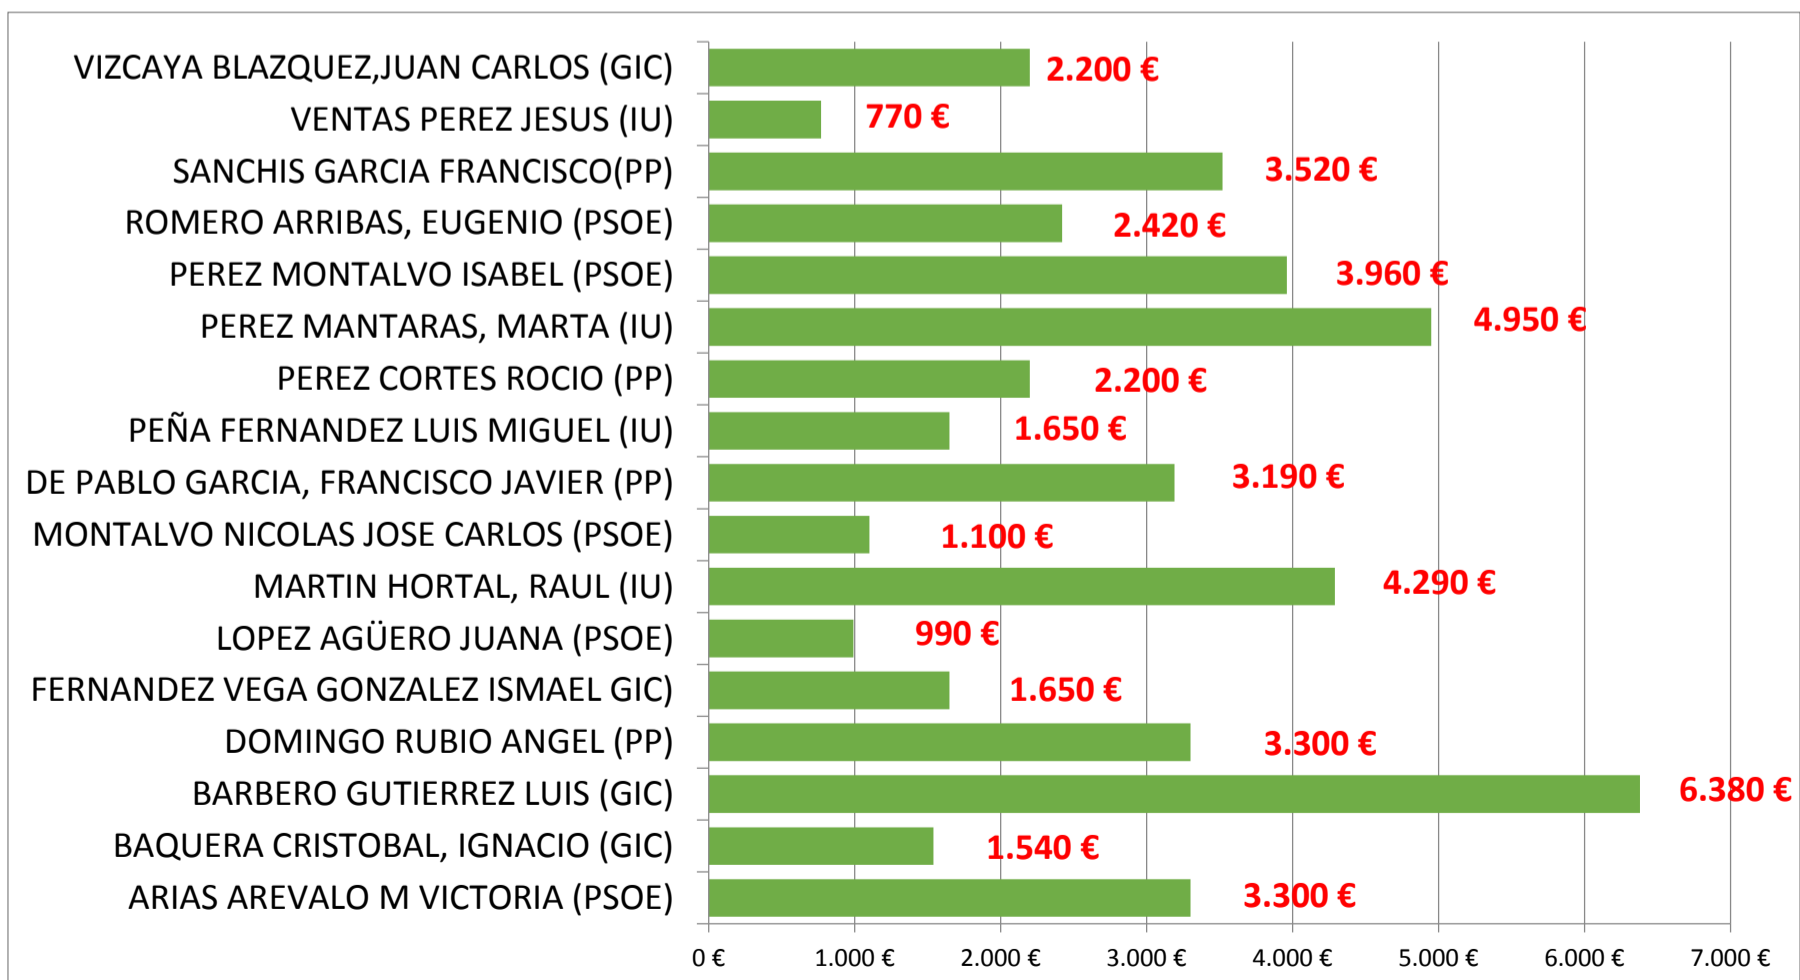 VIZCAYA BLAZQUEZ,JUAN CARLOS (GIC) 2.200 €
VENTAS PEREZ JESUS (IU) 770 €
SANCHIS GARCIA FRANCISCO(PP) 3.520 €
ROMERO ARRIBAS, EUGENIO (PSOE) 2.420 €
PEREZ MONTALVO ISABEL (PSOE) 3.960 €
PEREZ MANTARAS, MARTA (IU) 4.950 €
PEREZ CORTES ROCIO (PP) 2.200 €
PEÑA FERNANDEZ LUIS MIGUEL (IU) 1.650 €
DE PABLO GARCIA, FRANCISCO JAVIER (PP) 3.190 €
MONTALVO NICOLAS JOSE CARLOS (PSOE) 1.100 €
MARTIN HORTAL, RAUL (IU) 4.290 €
LOPEZ AGÜERO JUANA (PSOE) 990 €
FERNANDEZ VEGA GONZALEZ ISMAEL GIC) 1.650 €
DOMINGO RUBIO ANGEL (PP) 3.300 €
BARBERO GUTIERREZ LUIS (GIC) 6.380 €
BAQUERA CRISTOBAL, IGNACIO (GIC) 1.540 €
ARIAS AREVALO M VICTORIA (PSOE) 3.300 €
0 € 1.000 € 2.000 € 3.000 € 4.000 € 5.000 € 6.000 € 7.000 €